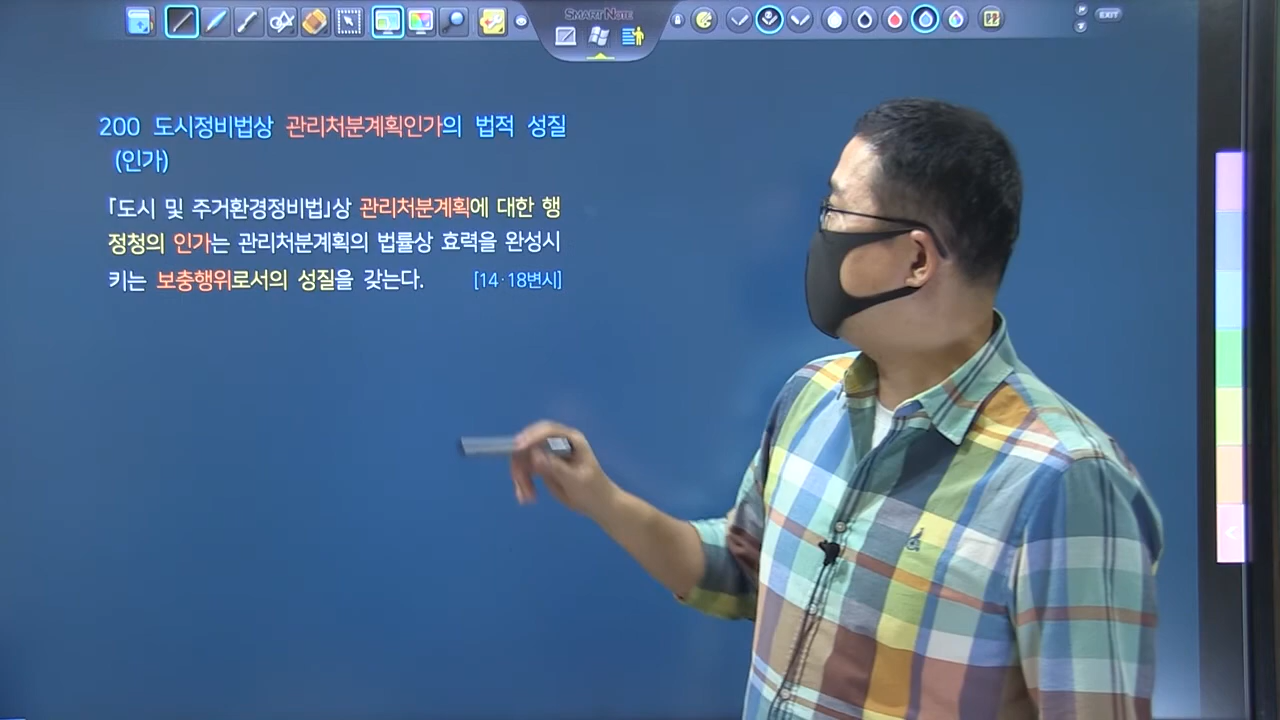 SMARTNOTE
EXIT
200 도시정비법상 관리처분계획인가의 법적 성질
(인가)
「도시 및 주거환경정비법」상 관리처분계획에 대한 행
정청의 인가는 관리처분계획의 법률상 효력을 완성시
키는 보충행위로서의 성질을 갖는다. [14·18변시]